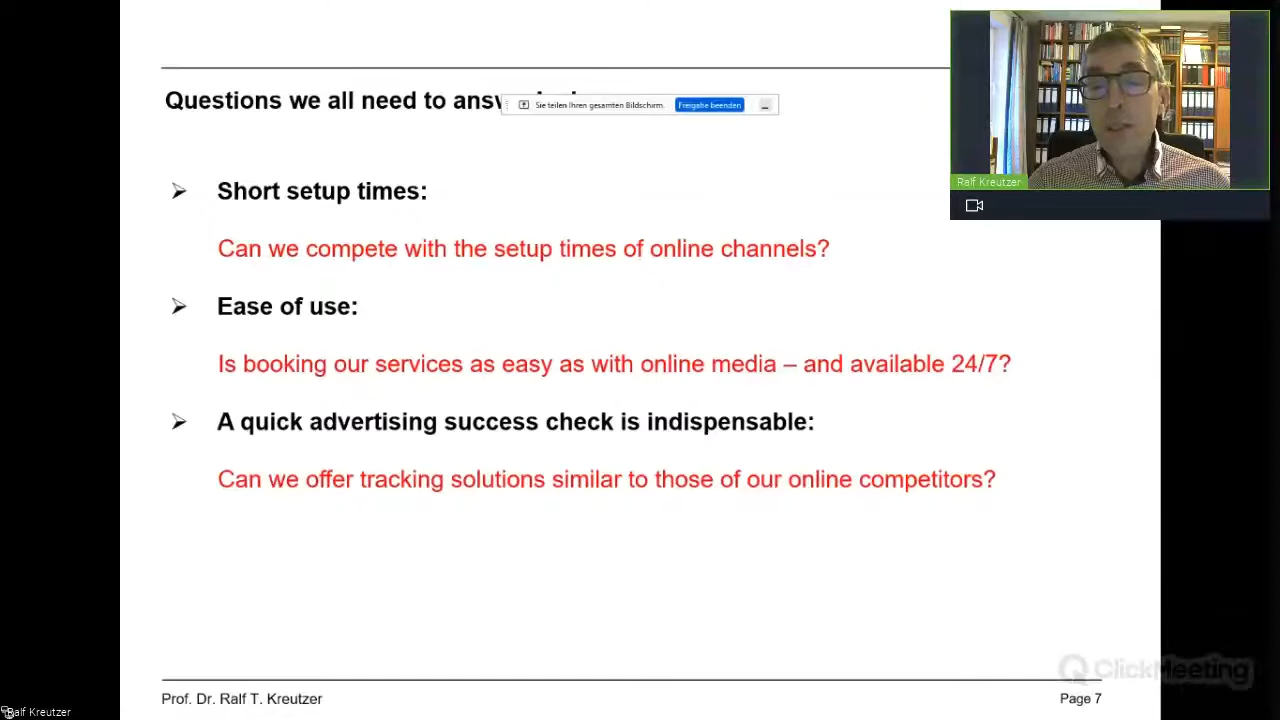 Questions we all need to
Sie teilen Ihren gesamten Bildschirm. Freigabe beenden
Short setup times:
Can we compete with the setup times of online channels?
Ease of use:
Is booking our services as easy as with online media – and available 24/7?
A quick advertising success check is indispensable:
Can we offer tracking solutions similar to those of our online competitors?
Ralf Kreutzer
ClickMeeting
Prof. Dr. Ralf T. Kreutzer
Page 7
Ralf Kreutzer